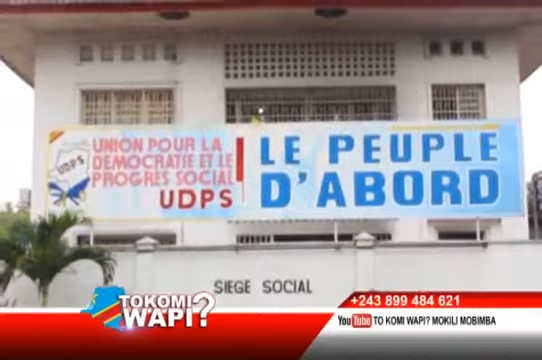 UNION POUR LA
DEMOCRATIE ET LE
PROGRES SOCIAL
UDPS
UDPS
LE PEUPLE
D'ABORD
SIEGE SOCIAL
TOKOMI
WAPI?
+243 899 484 621
YouTube TO KOMI WAPI? MOKILI MOBIMBA